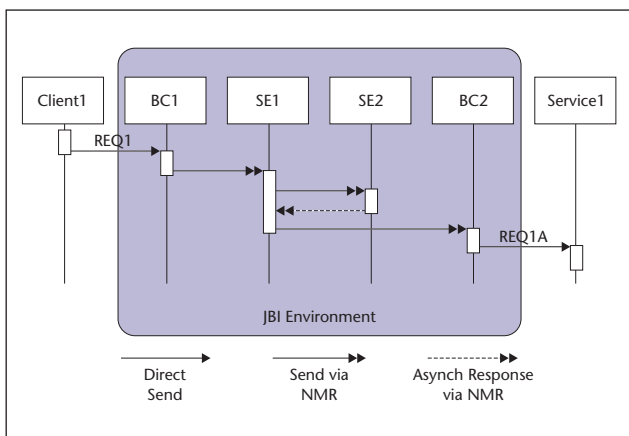 Client1
BC1
SE1
SE2
BC2
Service1
REQ1
REQ1A
JBI Environment
Direct
Send
Send via
NMR
Asynch Response
via NMR